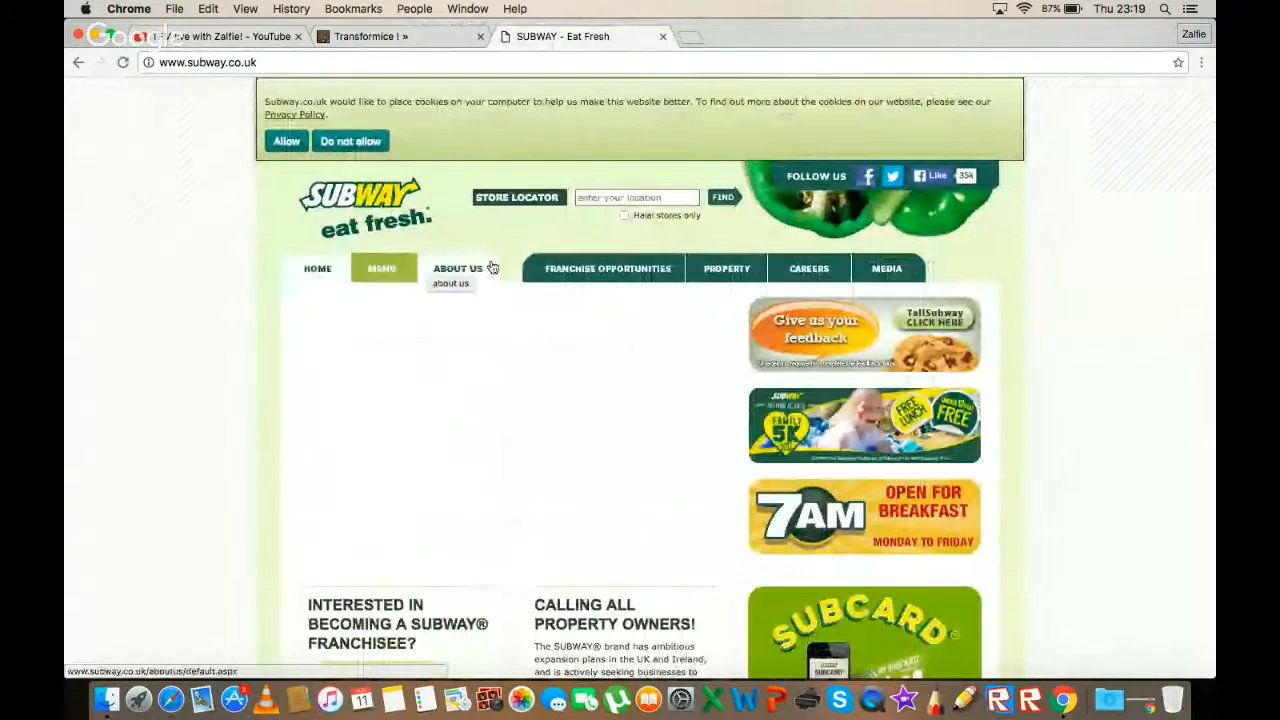 Chrome File Edit View History Bookmarks People Window Help
87% Thu 23:19
Google
Live with Zalfie! - YouTube
Transformice ! »
SUBWAY - Eat Fresh
Zalfie
www.subway.co.uk
Subway.co.uk would like to place cookies on your computer to help us make this website better. To find out more about the cookies on our website, please see our
Privacy Policy.
Allow Do not allow
FOLLOW US
Like 35k
SUBWAY
eat fresh.
STORE LOCATOR
enter your location
FIND
Halal stores only
HOME MENU ABOUT US FRANCHISE OPPORTUNITIES PROPERTY CAREERS MEDIA
about us
Give us your
feedback
TellSubway
CLICK HERE
SUBWAY
FAMILY
5K
FREE
LUNCH
FREE
7AM
OPEN FOR
BREAKFAST
MONDAY TO FRIDAY
INTERESTED IN
BECOMING A SUBWAY®
FRANCHISEE?
CALLING ALL
PROPERTY OWNERS!
The SUBWAY® brand has ambitious
expansion plans in the UK and Ireland,
and is actively seeking businesses to
SUBCARD
www.subway.co.uk/aboutus/default.aspx